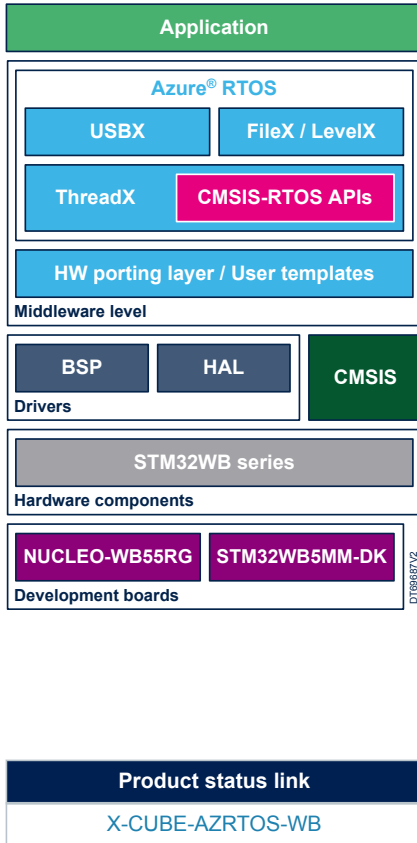 Application
Azure® RTOS
USBX
FileX / LevelX
ThreadX
CMSIS-RTOS APIs
HW porting layer / User templates
Middleware level
BSP
HAL
CMSIS
Drivers
STM32WB series
Hardware components
NUCLEO-WB55RG
STM32WB5MM-DK
Development boards
DT69687V2
Product status link
X-CUBE-AZRTOS-WB